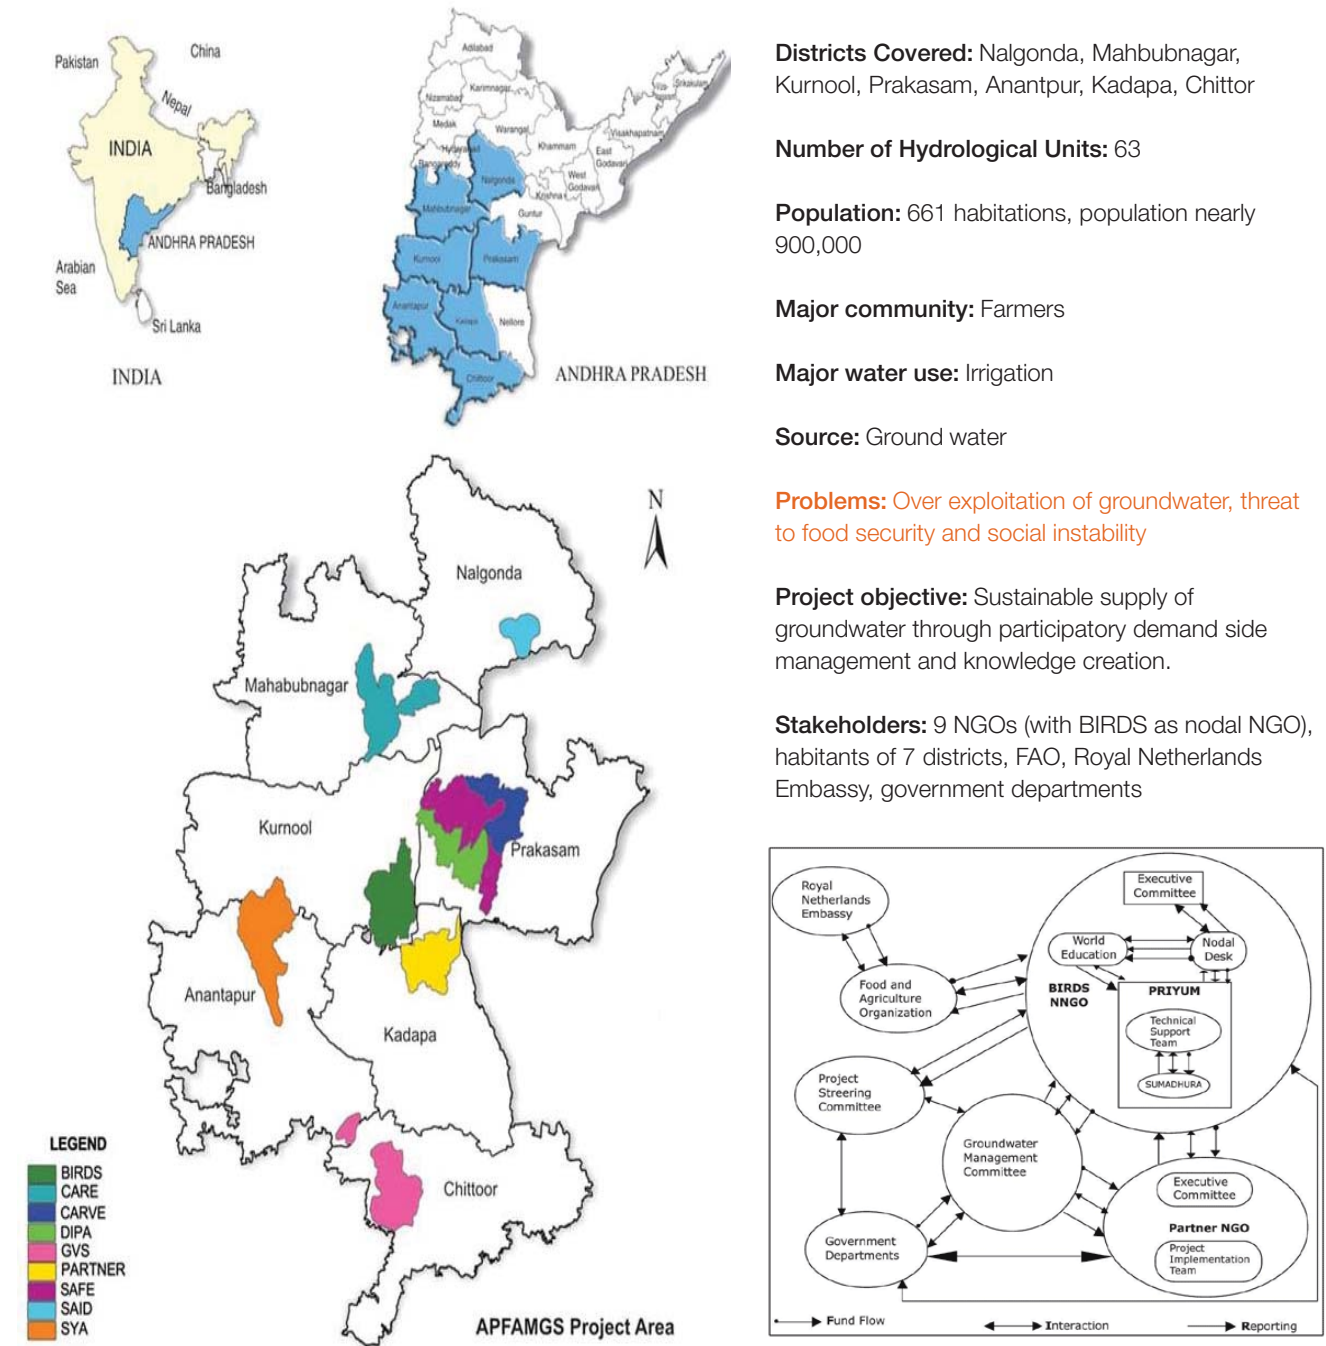 Pakistan
China
Nepal
INDIA
Bangladesh
ANDHRA PRADESH
Arabian
Sea
Sri Lanka
INDIA
Adilabad
Karimnagar
Nizamabad
Srikakulam
Medak
Warangal
Visakhapatnam
Hyderabad
Khammam
East
Godavari
Rangareddy
West
Godavari
Nalgonda
Krishna
Mahbubnagar
Guntur
Kurnool
Prakasam
Anantapur
Kadapa
Nellore
Chittoor
ANDHRA PRADESH
Districts Covered: Nalgonda, Mahbubnagar,
Kurnool, Prakasam, Anantpur, Kadapa, Chittor
Number of Hydrological Units: 63
Population: 661 habitations, population nearly
900,000
Major community: Farmers
Major water use: Irrigation
Source: Ground water
Problems: Over exploitation of groundwater, threat
to food security and social instability
Project objective: Sustainable supply of
groundwater through participatory demand side
management and knowledge creation.
Stakeholders: 9 NGOs (with BIRDS as nodal NGO),
habitants of 7 districts, FAO, Royal Netherlands
Embassy, government departments
N
Nalgonda
Mahabubnagar
Kurnool
Prakasam
Anantapur
Kadapa
Chittoor
LEGEND
BIRDS
CARE
CARVE
DIPA
GVS
PARTNER
SAFE
SAID
SYA
APFAMGS Project Area
Royal
Netherlands
Embassy
Executive
Committee
World
Education
Nodal
Desk
Food and
Agriculture
Organization
BIRDS
NNGO
PRIYUM
Technical
Support
Team
SUMADHURA
Project
Streering
Committee
Groundwater
Management
Committee
Executive
Committee
Partner NGO
Project
Implementation
Team
Government
Departments
Fund Flow
Interaction
Reporting